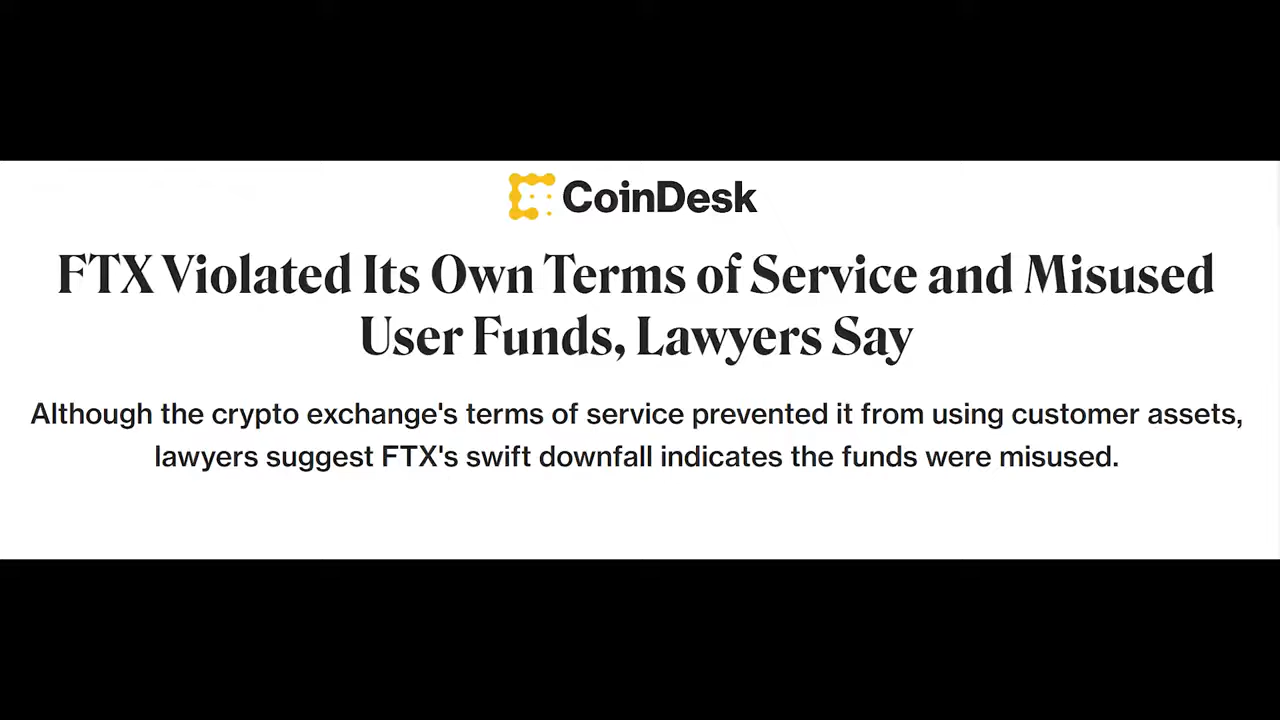 CoinDesk
FTX Violated Its Own Terms of Service and Misused
User Funds, Lawyers Say
Although the crypto exchange's terms of service prevented it from using customer assets,
lawyers suggest FTX's swift downfall indicates the funds were misused.